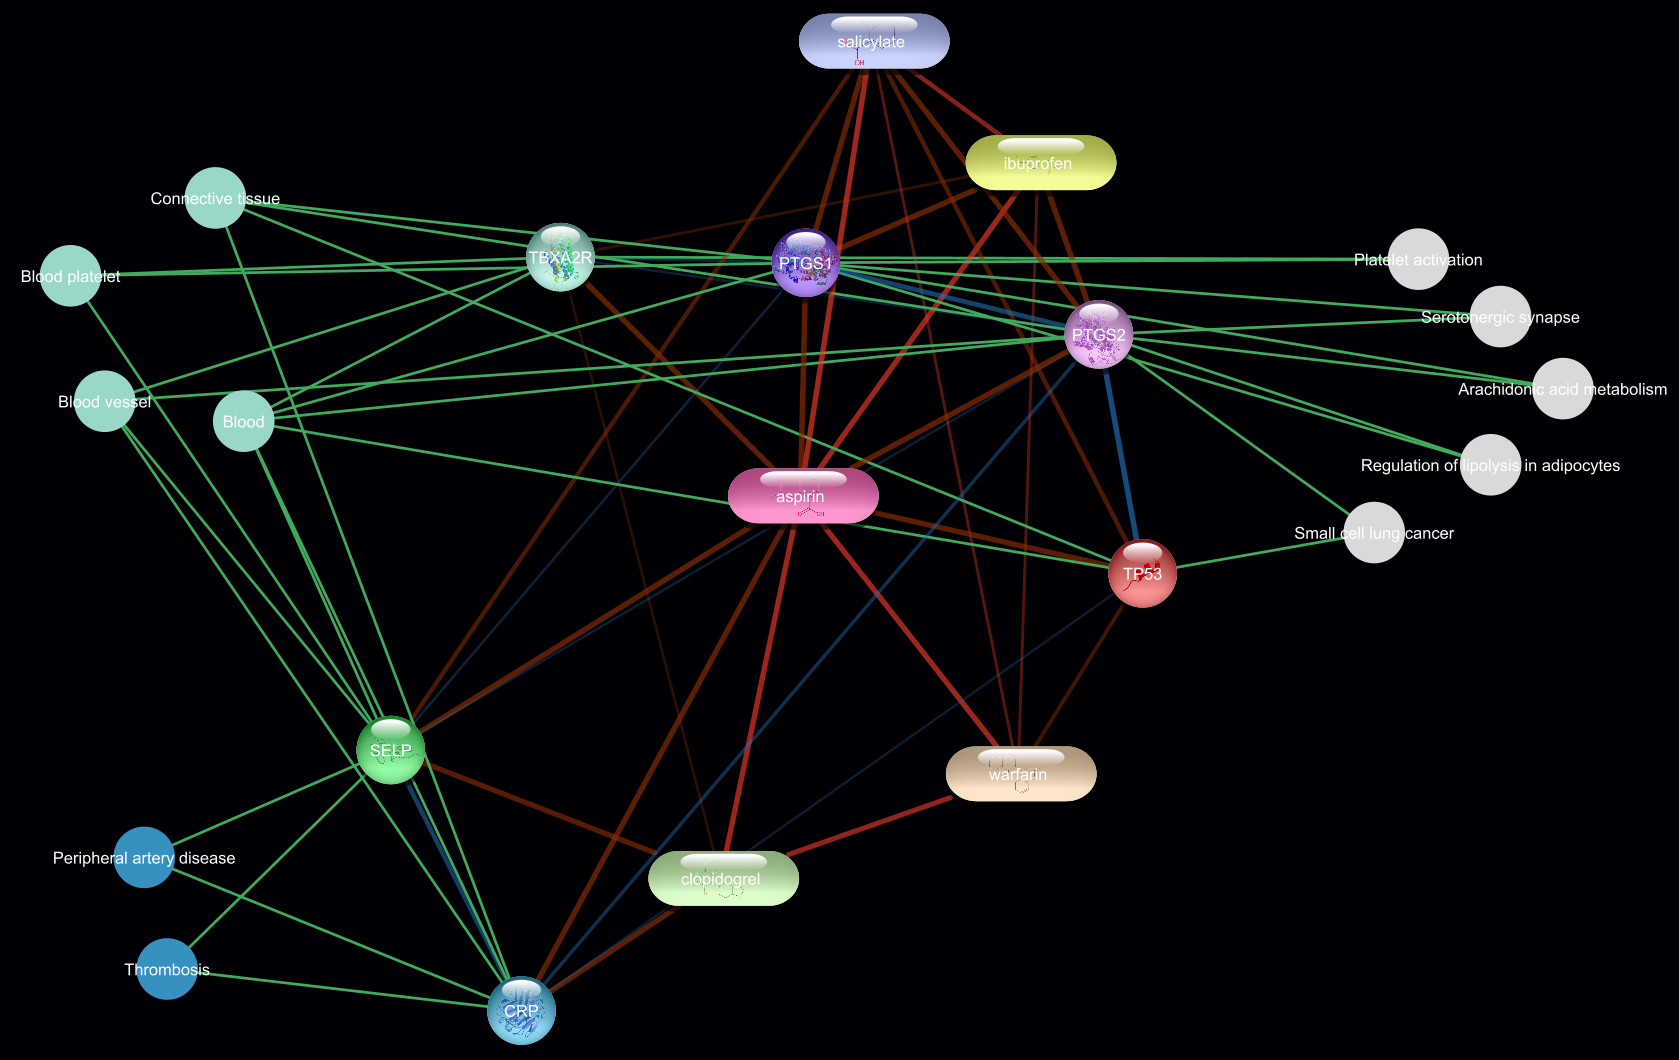 salicylate
ibuprofen
Connective tissue
TBXA2R
PTGS1
Platelet activation
Blood platelet
Serotonergic synapse
PTGS2
Arachidonic acid metabolism
Blood vessel
Blood
Regulation of lipolysis in adipocytes
aspirin
Small cell lung cancer
TP53
SELP
warfarin
Peripheral artery disease
clopidogrel
Thrombosis
CRP